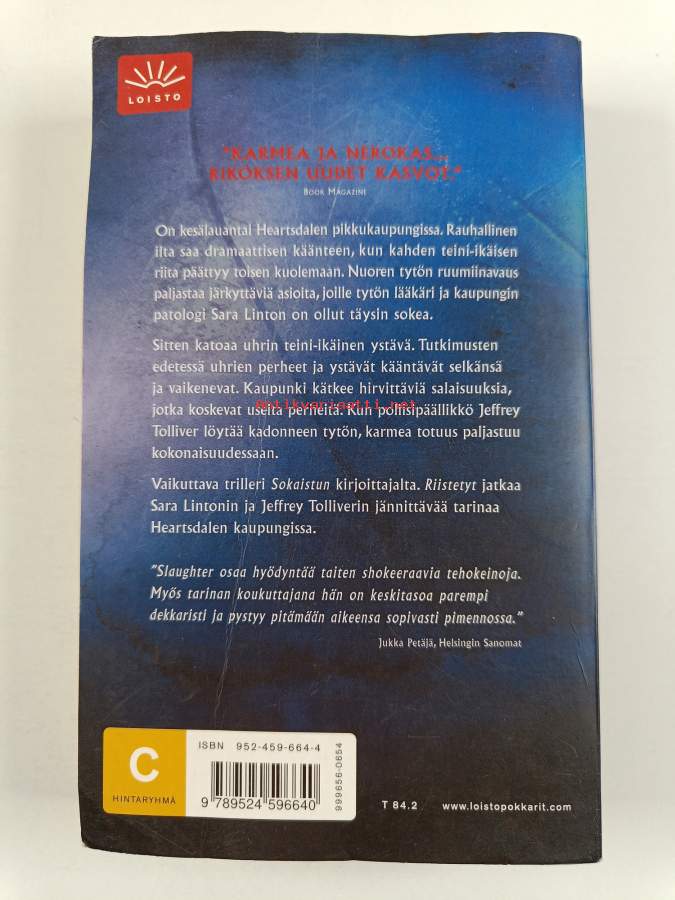 LOISTO
"KARMEA JA NEROKAS...
RIKOKSEN UUDET KASVOT."
BOOK MAGAZINE
On kesälauantai Heartsdalen pikkukaupungissa. Rauhallinen
ilta saa dramaattisen käänteen, kun kahden teini-ikäisen
riita päättyy toisen kuolemaan. Nuoren tytön ruumiinavaus
paljastaa järkyttäviä asioita, joille tytön lääkäri ja kaupungin
patologi Sara Linton on ollut täysin sokea.
Sitten katoaa uhrin teini-ikäinen ystävä. Tutkimusten
edetessä uhrien perheet ja ystävät kääntävät selkänsä
ja vaikenevat. Kaupunki kätkee hirvittäviä salaisuuksia,
antikvariaatti.net
jotka koskevat useita perheitä. Kun poliisipäällikkö Jeffrey
Tolliver löytää kadonneen tytön, karmea totuus paljastuu
kokonaisuudessaan.
Vaikuttava trilleri Sokaistun kirjoittajalta. Riistetyt jatkaa
Sara Lintonin ja Jeffrey Tolliverin jännittävää tarinaa
Heartsdalen kaupungissa.
"Slaughter osaa hyödyntää taiten shokeeraavia tehokeinoja.
Myös tarinan koukuttajana hän on keskitasoa parempi
dekkaristi ja pystyy pitämään aikeensa sopivasti pimennossa."
Jukka Petäjä, Helsingin Sanomat
C
HINTARYHMÄ
ISBN 952-459-664-4
9 789524 596640
999656-0654
T 84.2
www.loistopokkarit.com